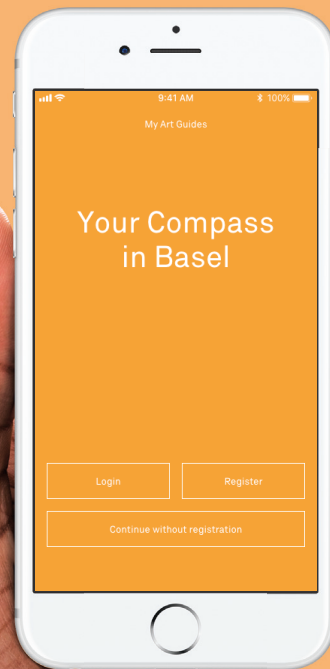 9:41 AM 100%
My Art Guides
Your Compass
in Basel
Login Register
Continue without registration